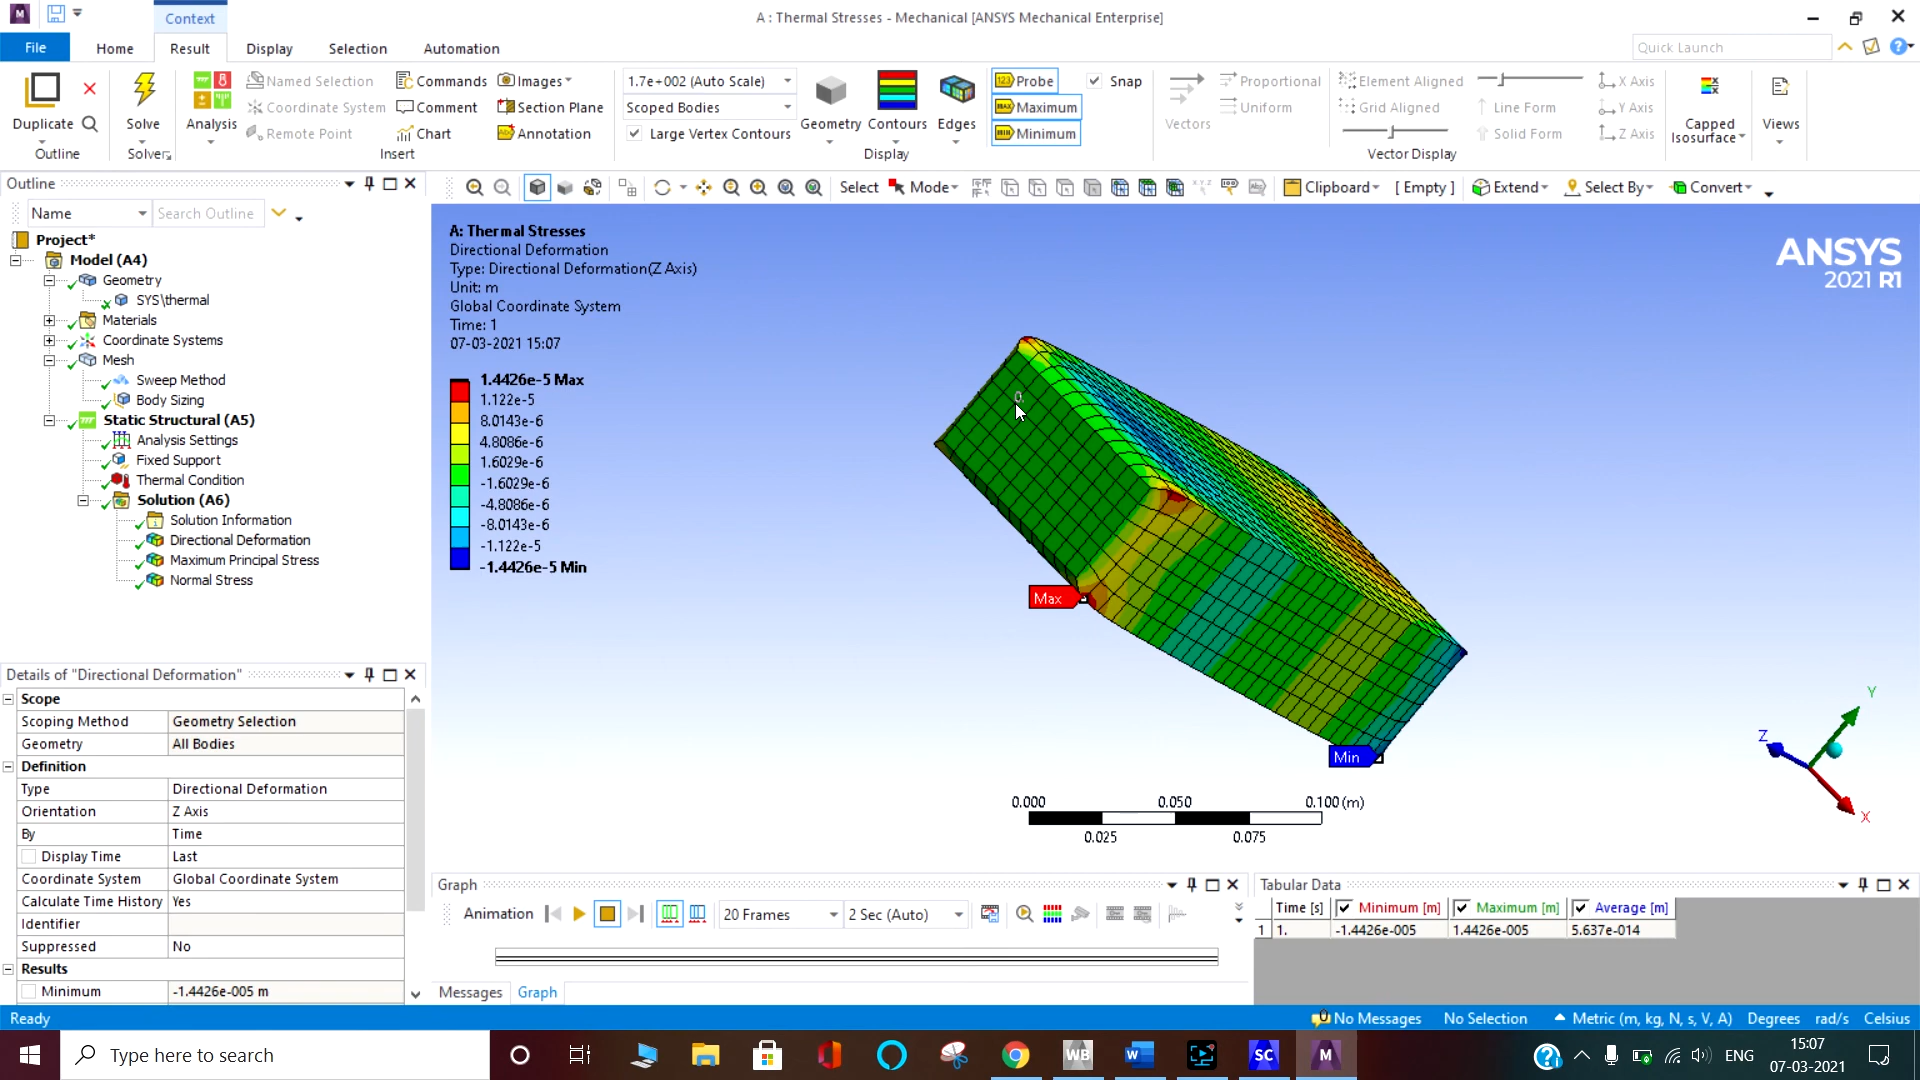 A : Thermal Stresses - Mechanical [ANSYS Mechanical Enterprise]
Context
File
Home
Result
Display
Selection
Automation
Quick Launch
Duplicate
Outline
Solve
Solver
Analysis
Named Selection
Coordinate System
Remote Point
Commands
Comment
Chart
Images
Section Plane
Annotation
Insert
1.7e+002 (Auto Scale)
Scoped Bodies
Large Vertex Contours
Geometry
Contours
Edges
Display
Probe
Maximum
Minimum
Snap
Vectors
Proportional
Uniform
Element Aligned
Grid Aligned
Line Form
Solid Form
X Axis
Y Axis
Z Axis
Vector Display
Capped
Isosurface
Views
Outline
Name
Search Outline
Select
Mode
Clipboard
[ Empty ]
Extend
Select By
Convert
Project*
Model (A4)
Geometry
SYS\thermal
Materials
Coordinate Systems
Mesh
Sweep Method
Body Sizing
Static Structural (A5)
Analysis Settings
Fixed Support
Thermal Condition
Solution (A6)
Solution Information
Directional Deformation
Maximum Principal Stress
Normal Stress
A: Thermal Stresses
Directional Deformation
Type: Directional Deformation(Z Axis)
Unit: m
Global Coordinate System
Time: 1
07-03-2021 15:07
1.4426e-5 Max
1.122e-5
8.0143e-6
4.8086e-6
1.6029e-6
-1.6029e-6
-4.8086e-6
-8.0143e-6
-1.122e-5
-1.4426e-5 Min
ANSYS
2021 R1
0.
Max
Min
0.000 0.050 0.100 (m)
0.025 0.075
Y
Z
X
Details of "Directional Deformation"
Scope
Scoping Method Geometry Selection
Geometry All Bodies
Definition
Type Directional Deformation
Orientation Z Axis
By Time
Display Time Last
Coordinate System Global Coordinate System
Calculate Time History Yes
Identifier
Suppressed No
Results
Minimum -1.4426e-005 m
Graph
Animation
20 Frames
2 Sec (Auto)
Messages
Graph
Tabular Data
Time [s] Minimum [m] Maximum [m] Average [m]
1 1. -1.4426e-005 1.4426e-005 5.637e-014
Ready
No Messages
No Selection
Metric (m, kg, N, s, V, A)
Degrees
rad/s
Celsius
Type here to search
WB
W
SC
M
ENG
15:07
07-03-2021